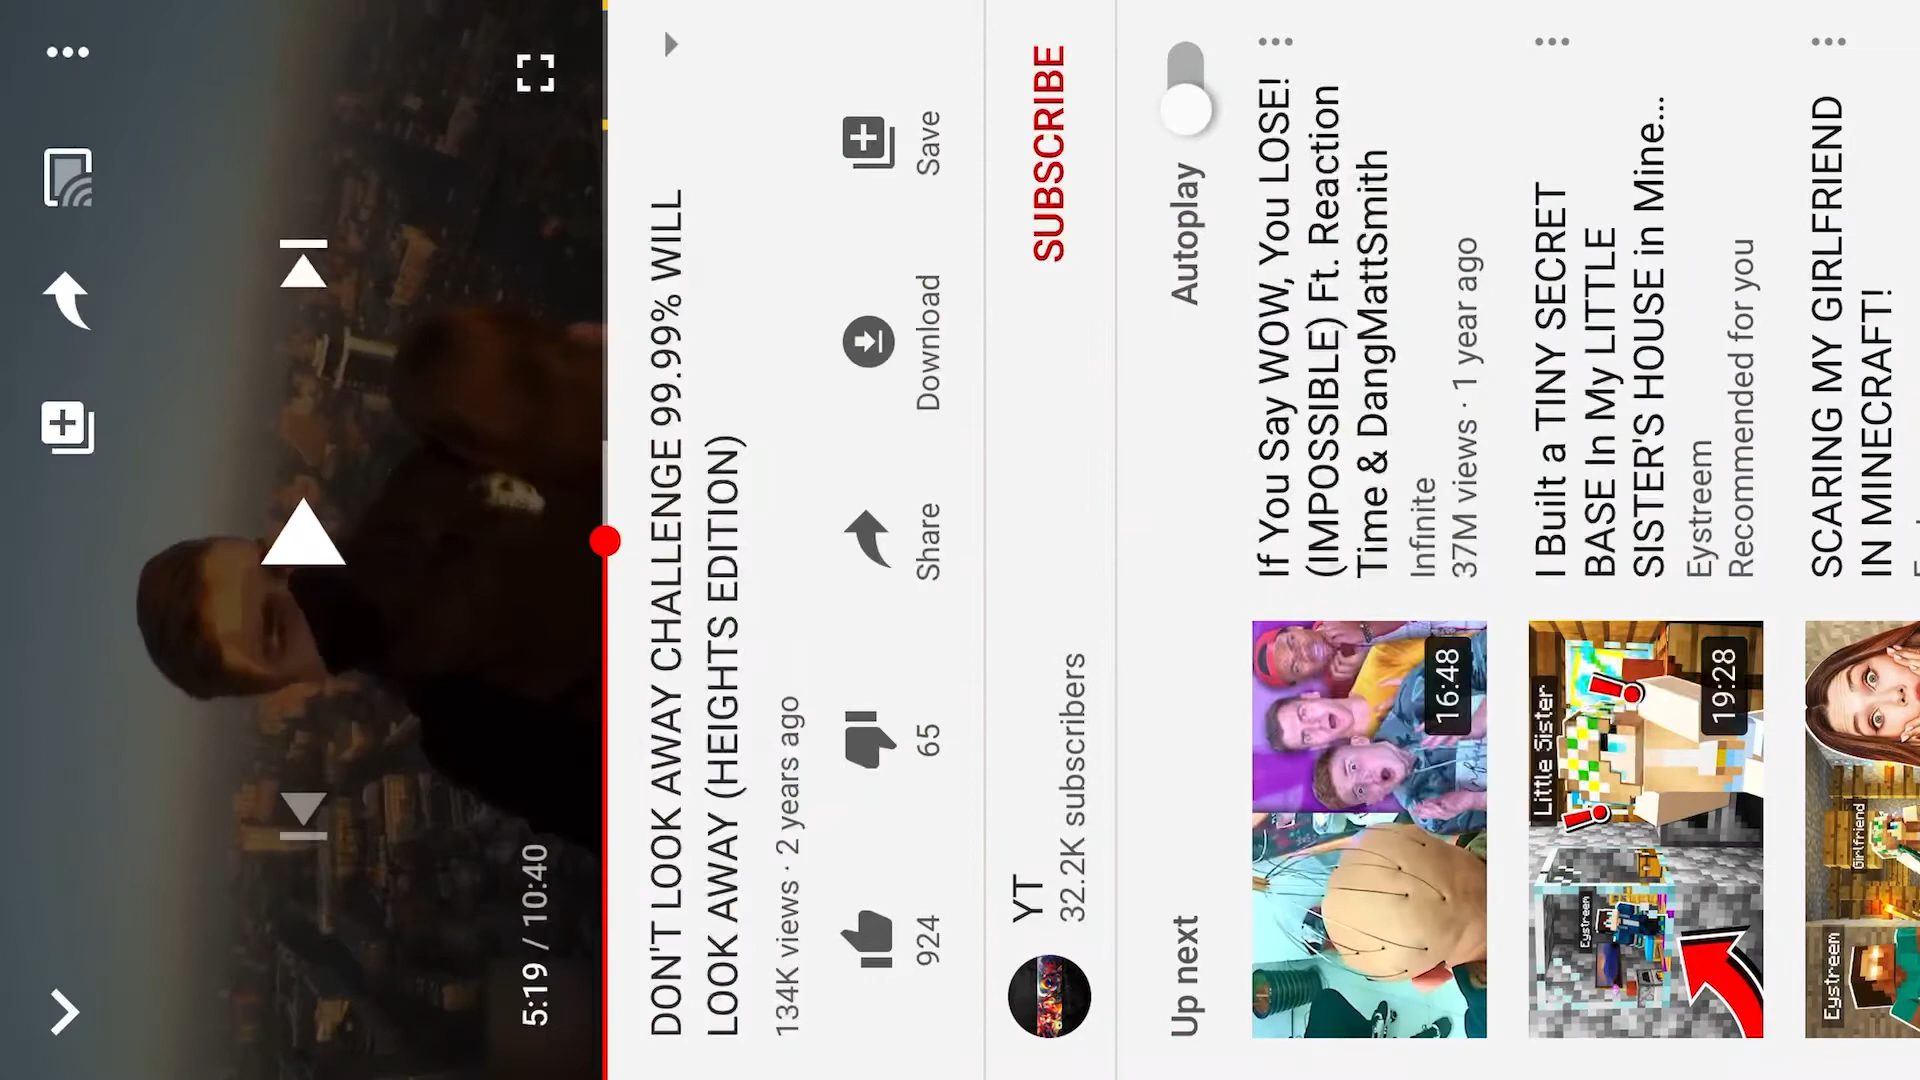 5:19 / 10:40
DON'T LOOK AWAY CHALLENGE 99.99% WILL
LOOK AWAY (HEIGHTS EDITION)
134K views · 2 years ago
924
65
Share
Download
Save
YT
32.2K subscribers
SUBSCRIBE
Up next
Autoplay
16:48
If You Say WOW, You LOSE!
(IMPOSSIBLE) Ft. Reaction
Time & DangMattSmith
Infinite
37M views · 1 year ago
Little Sister
Eystreem
19:28
I Built a TINY SECRET
BASE In My LITTLE
SISTER'S HOUSE in Mine...
Eystreem
Recommended for you
Eystreem
Girlfriend
SCARING MY GIRLFRIEND
IN MINECRAFT!